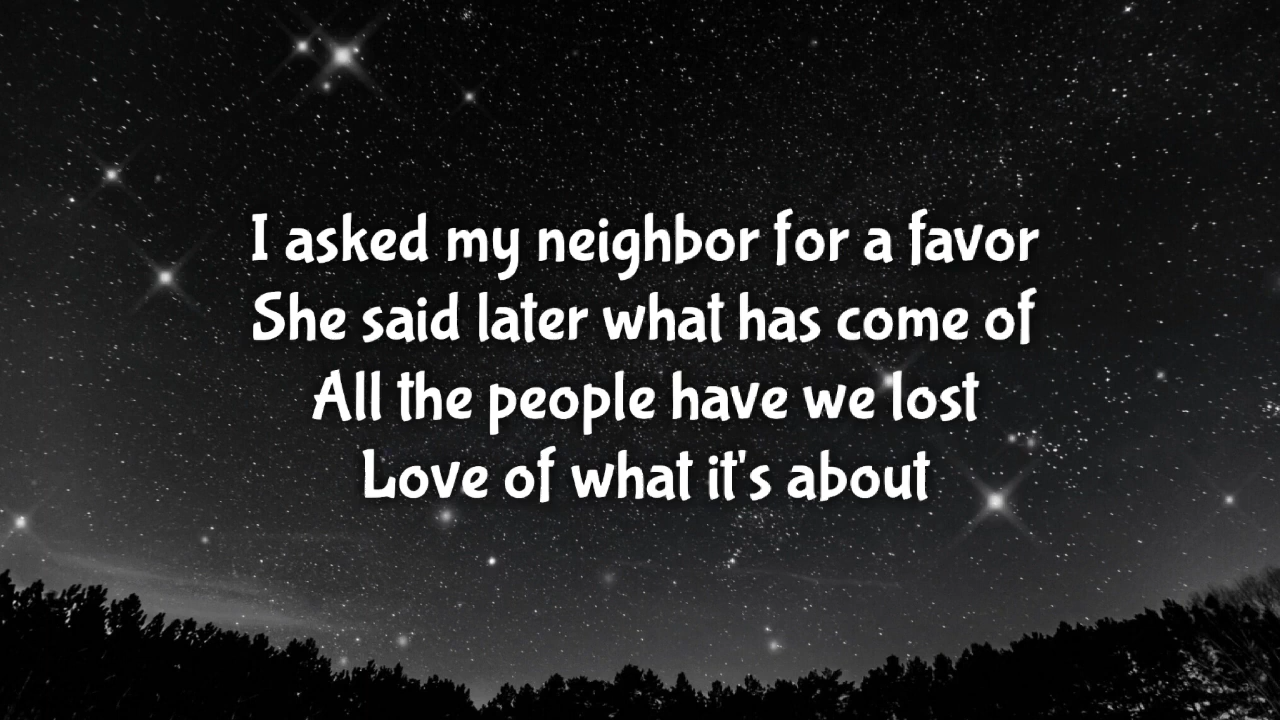 I asked my neighbor for a favor
She said later what has come of
All the people have we lost
Love of what it's about